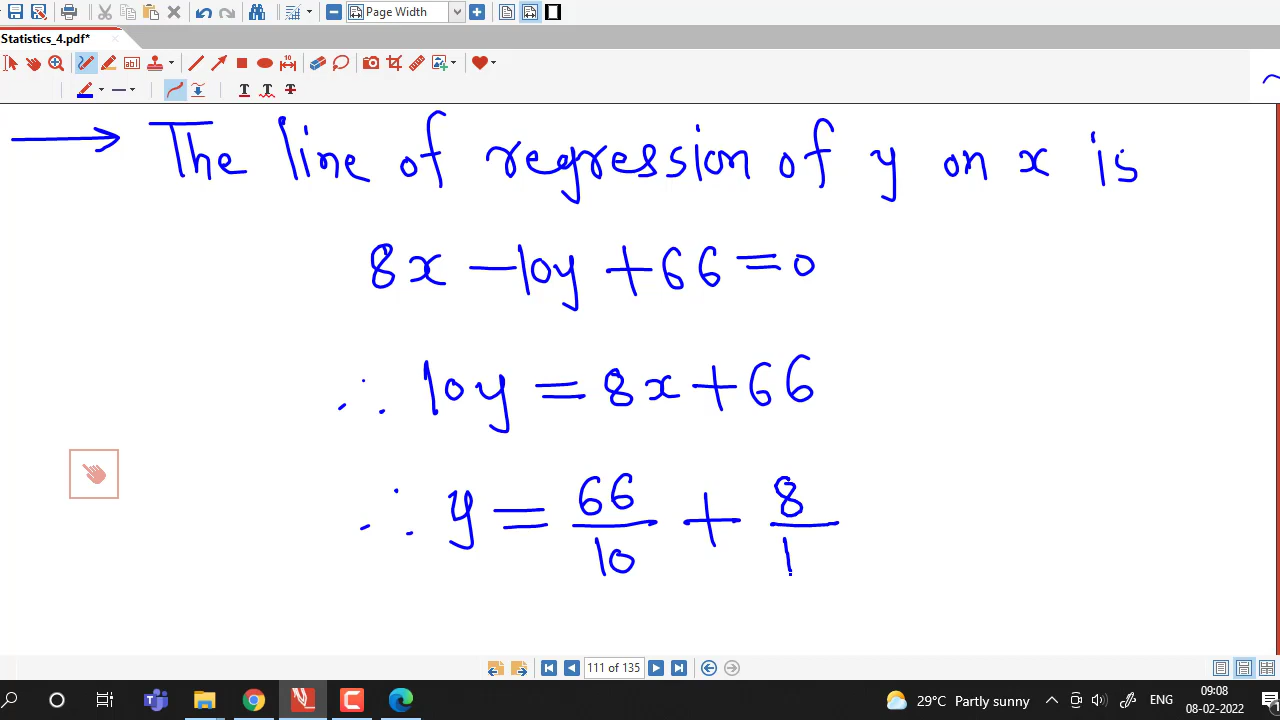 Page Width
Statistics_4.pdf*
10
→ The line of regression of y on x is
8x − 10y + 66 = 0
∴ 10y = 8x + 66
∴ y = 66/10 + 8/1
111 of 135
29°C Partly sunny
ENG
09:08
08-02-2022